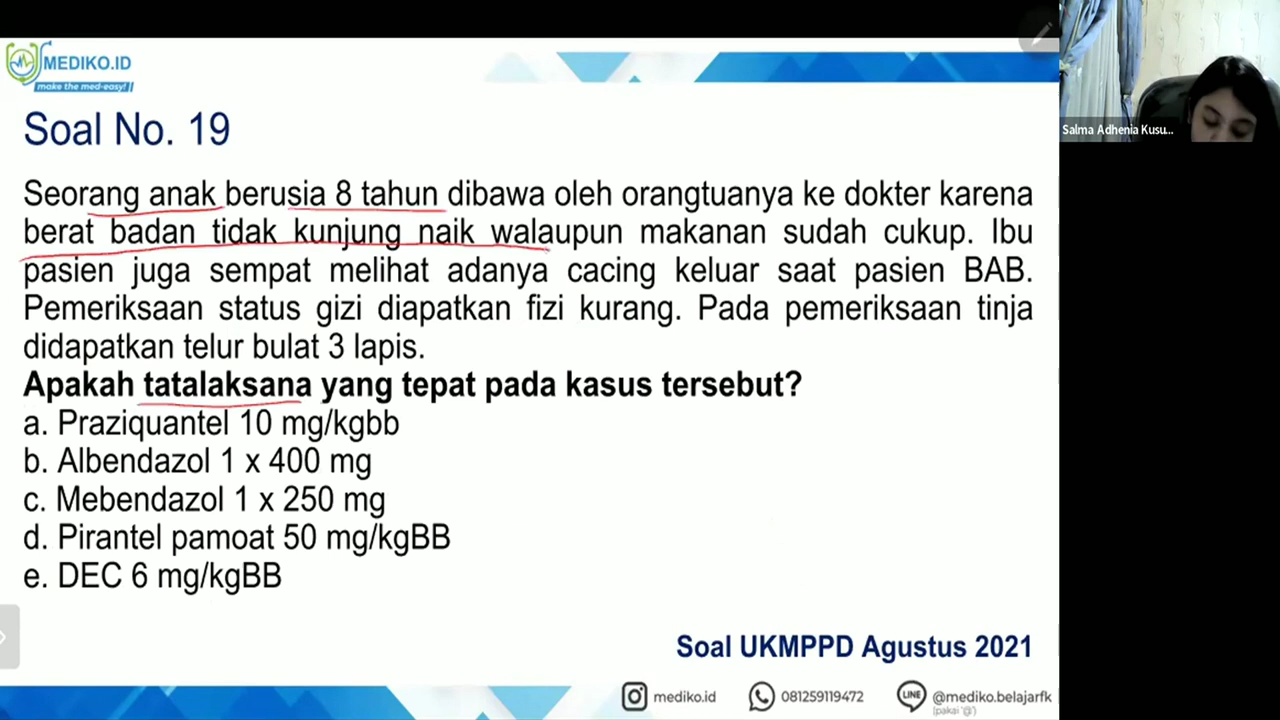 MEDIKO.ID
make the med-easy!
Soal No. 19
Seorang anak berusia 8 tahun dibawa oleh orangtuanya ke dokter karena
berat badan tidak kunjung naik walaupun makanan sudah cukup. Ibu
pasien juga sempat melihat adanya cacing keluar saat pasien BAB.
Pemeriksaan status gizi diapatkan fizi kurang. Pada pemeriksaan tinja
didapatkan telur bulat 3 lapis.
Apakah tatalaksana yang tepat pada kasus tersebut?
a. Praziquantel 10 mg/kgbb
b. Albendazol 1 x 400 mg
c. Mebendazol 1 x 250 mg
d. Pirantel pamoat 50 mg/kgBB
e. DEC 6 mg/kgBB
Soal UKMPPD Agustus 2021
mediko.id
081259119472
LINE
@mediko.belajarfk
(pakai '@')
Salma Adhenia Kusu...